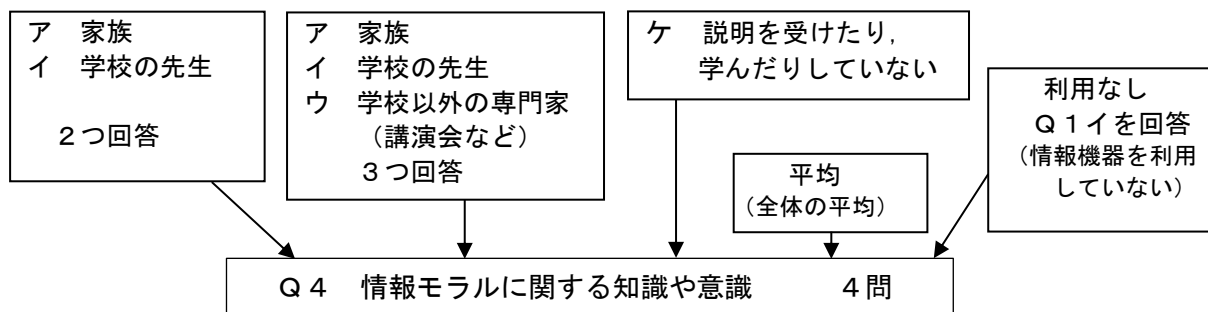 ア　家族
イ　学校の先生
２つ回答
ア　家族
イ　学校の先生
ウ　学校以外の専門家
（講演会など）
３つ回答
ケ　説明を受けたり，
学んだりしていない
平均
（全体の平均）
利用なし
Ｑ１イを回答
（情報機器を利用
していない）
Ｑ４　情報モラルに関する知識や意識　　　４問